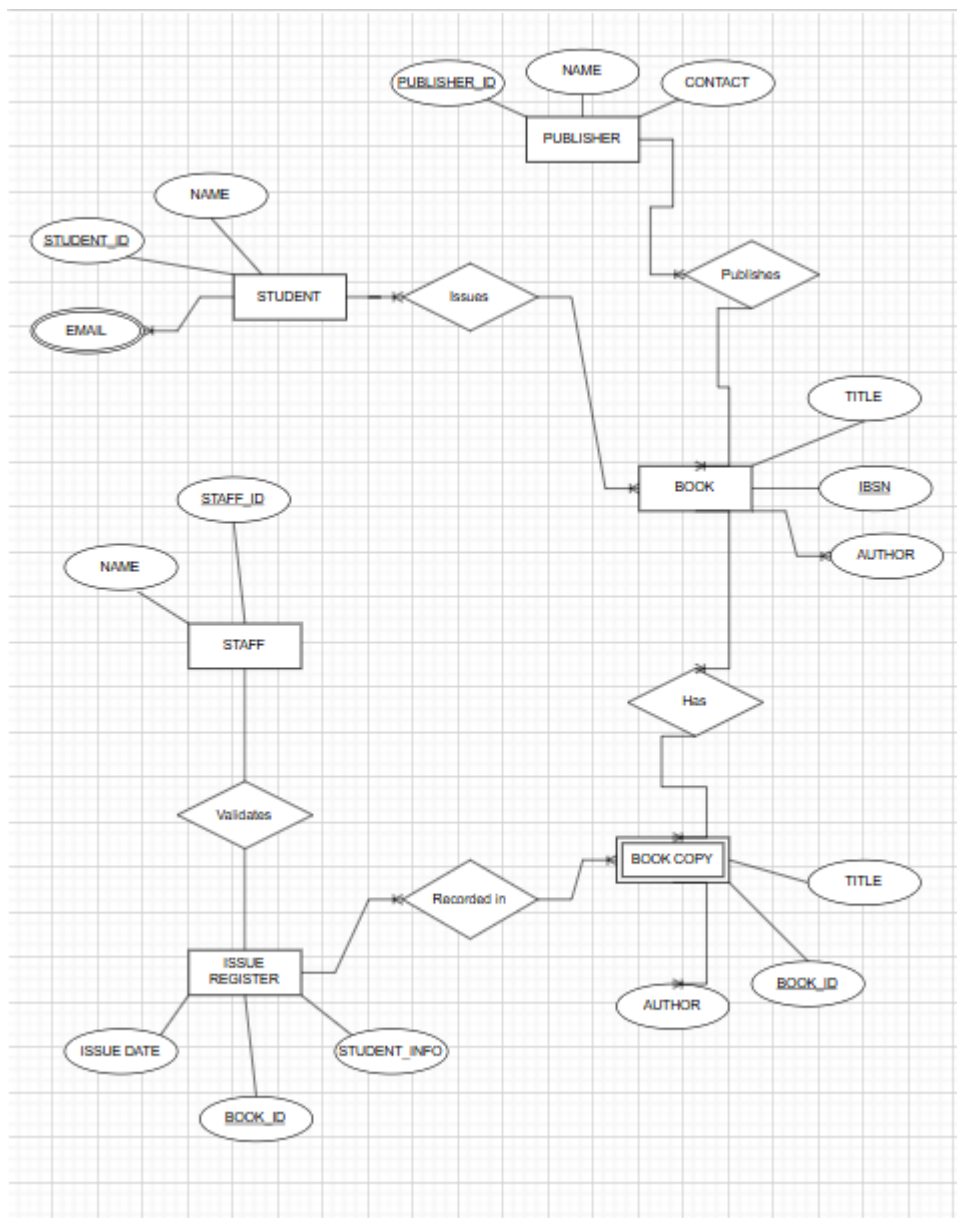 NAME
PUBLISHER_ID
CONTACT
PUBLISHER
NAME
STUDENT_ID
STUDENT
Issues
Publishes
EMAIL
TITLE
BOOK
IBSN
STAFF_ID
AUTHOR
NAME
STAFF
Has
Validates
BOOK COPY
TITLE
Recorded in
ISSUE
REGISTER
BOOK_ID
AUTHOR
ISSUE DATE
STUDENT_INFO
BOOK_ID